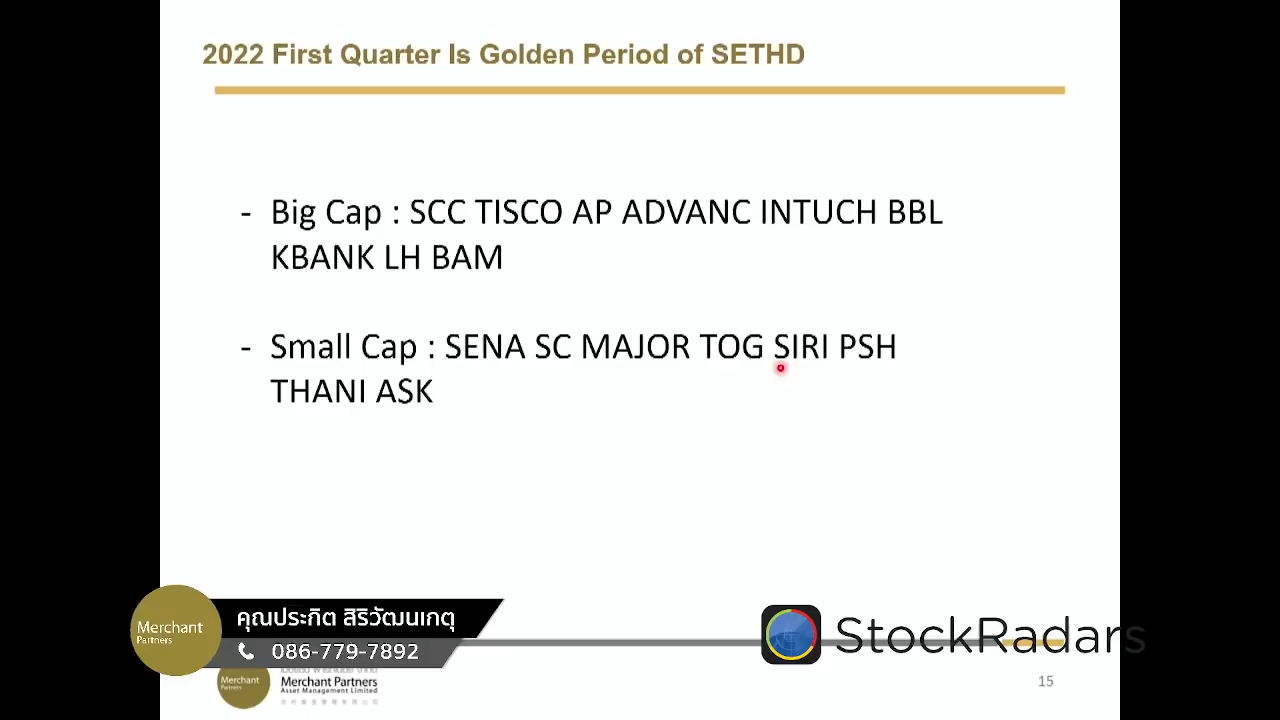 2022 First Quarter Is Golden Period of SETHD
- Big Cap : SCC TISCO AP ADVANC INTUCH BBL
KBANK LH BAM
- Small Cap : SENA SC MAJOR TOG SIRI PSH
THANI ASK
Merchant
Partners
คุณประกิต สิริวัฒนเกตุ
086-779-7892
StockRadars
Merchant
Partners
Merchant Partners
Asset Management Limited
15